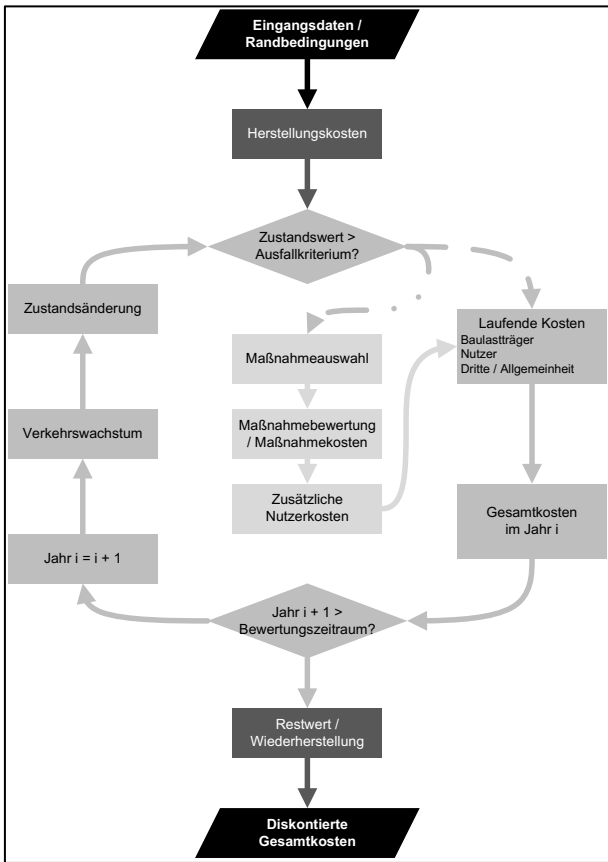 Eingangsdaten /
Randbedingungen
Herstellungskosten
Zustandswert >
Ausfallkriterium?
Zustandsänderung
Maßnahmeauswahl
Laufende Kosten
Baulastträger
Nutzer
Dritte / Allgemeinheit
Verkehrswachstum
Maßnahmebewertung
/ Maßnahmekosten
Zusätzliche
Nutzerkosten
Gesamtkosten
im Jahr i
Jahr i = i + 1
Jahr i + 1 >
Bewertungszeitraum?
Restwert /
Wiederherstellung
Diskontierte
Gesamtkosten